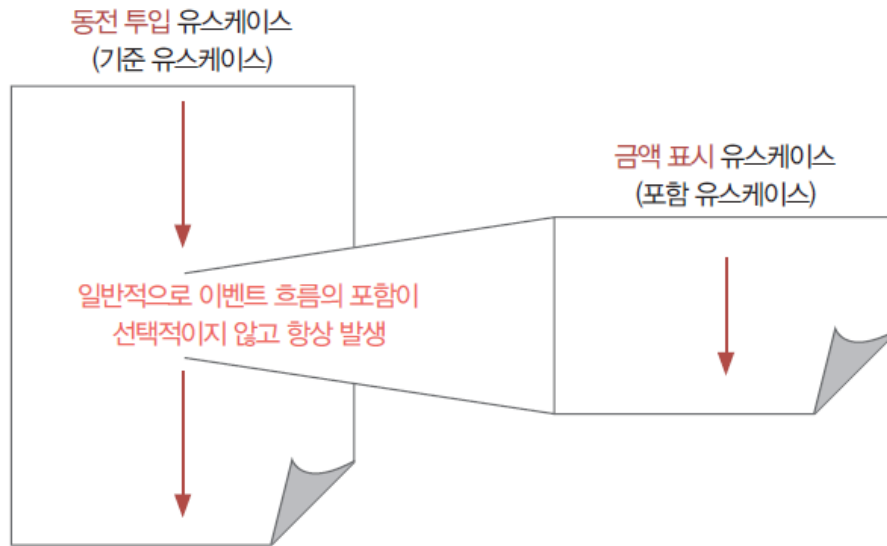 동전 투입 유스케이스
(기준 유스케이스)
금액 표시 유스케이스
(포함 유스케이스)
일반적으로 이벤트 흐름의 포함이
선택적이지 않고 항상 발생